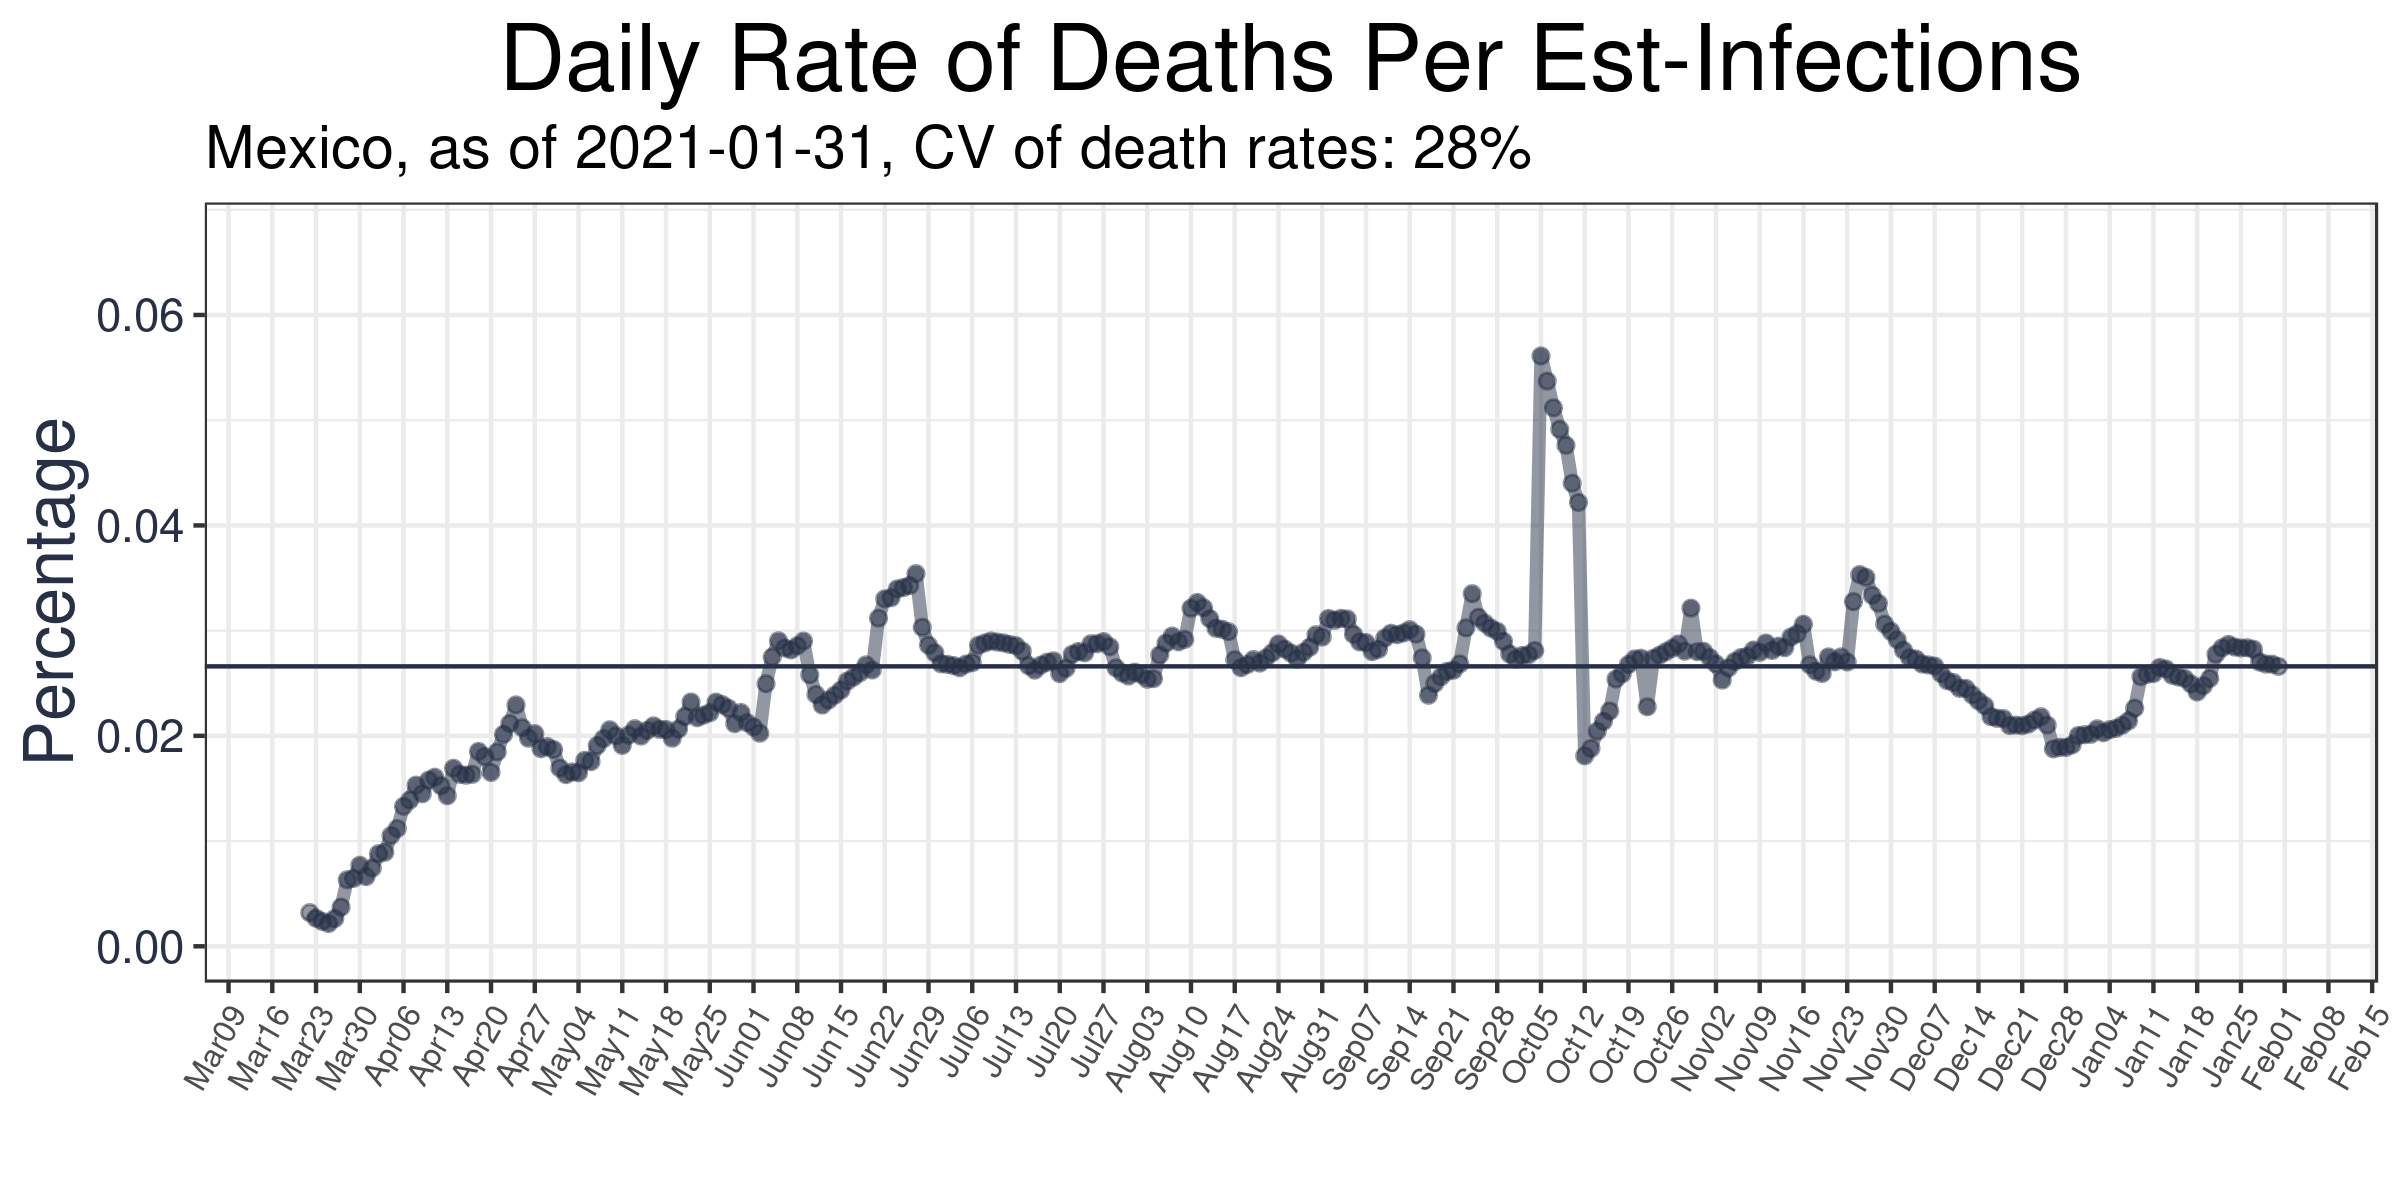 Daily Rate of Deaths Per Est-Infections
Mexico, as of 2021-01-31, CV of death rates: 28%
Percentage
0.06
0.04
0.02
0.00
Mar09
Mar16
Mar23
Mar30
Apr06
Apr13
Apr20
Apr27
May04
May11
May18
May25
Jun01
Jun08
Jun15
Jun22
Jun29
Jul06
Jul13
Jul20
Jul27
Aug03
Aug10
Aug17
Aug24
Aug31
Sep07
Sep14
Sep21
Sep28
Oct05
Oct12
Oct19
Oct26
Nov02
Nov09
Nov16
Nov23
Nov30
Dec07
Dec14
Dec21
Dec28
Jan04
Jan11
Jan18
Jan25
Feb01
Feb08
Feb15